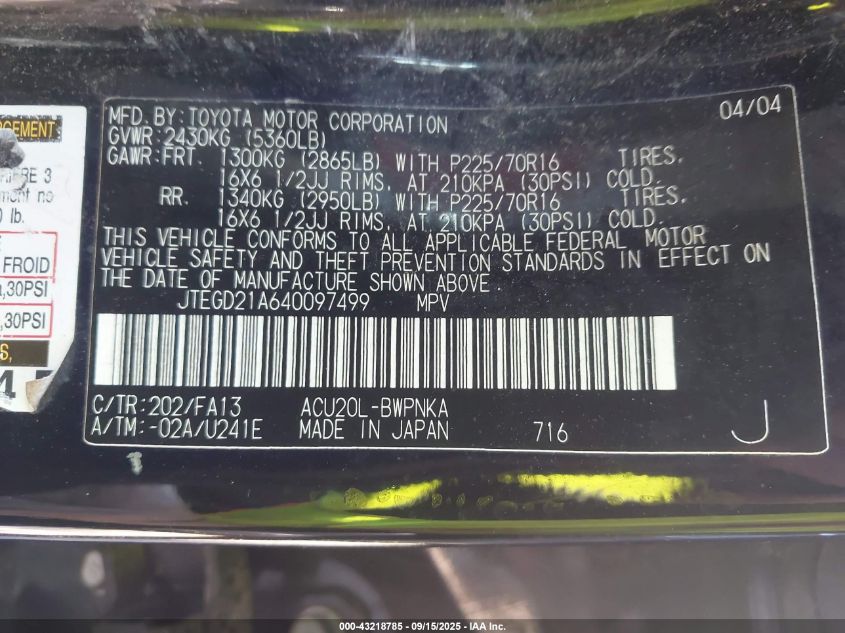 MFD.BY:TOYOTA MOTOR CORPORATION 04/04
GVWR:2430KG (5360LB)
GAWR:FRT. 1300KG (2865LB) WITH P225/70R16 TIRES,
16X6 1/2JJ RIMS, AT 210KPA (30PSI) COLD.
RR. 1340KG (2950LB) WITH P225/70R16 TIRES,
16X6 1/2JJ RIMS, AT 210KPA (30PSI) COLD.
THIS VEHICLE CONFORMS TO ALL APPLICABLE FEDERAL MOTOR
VEHICLE SAFETY AND THEFT PREVENTION STANDARDS IN EFFECT ON
THE DATE OF MANUFACTURE SHOWN ABOVE.
JTEGD21A640097499 MPV
C/TR:202/FA13 ACU20L-BWPNKA
A/TM:-02A/U241E MADE IN JAPAN 716 J
3
no
lb.
FROID
,30PSI
,30PSI
000-43218785 - 09/15/2025 - IAA Inc.